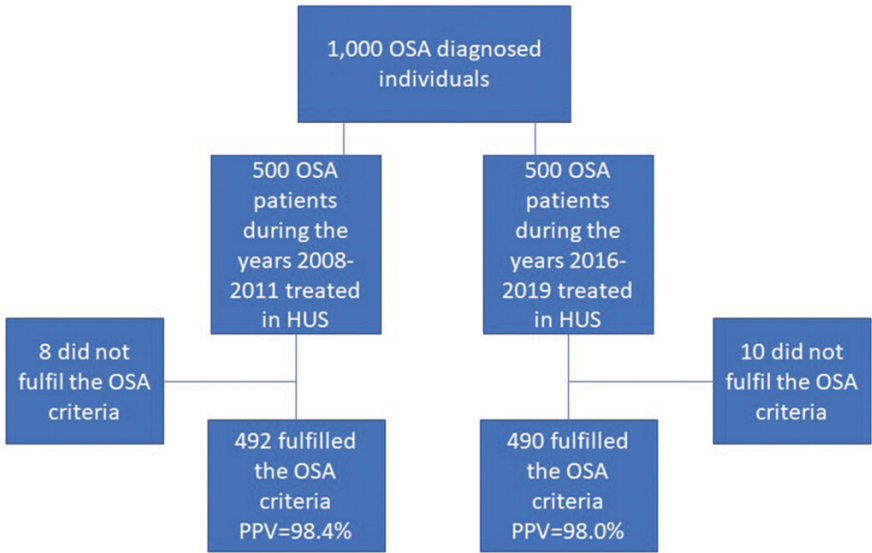 1,000 OSA diagnosed
individuals
500 OSA
patients
during the
years 2008-
2011 treated
in HUS
500 OSA
patients
during the
years 2016-
2019 treated
in HUS
8 did not
fulfil the OSA
criteria
10 did not
fulfil the OSA
criteria
492 fulfilled
the OSA
criteria
PPV=98.4%
490 fulfilled
the OSA
criteria
PPV=98.0%